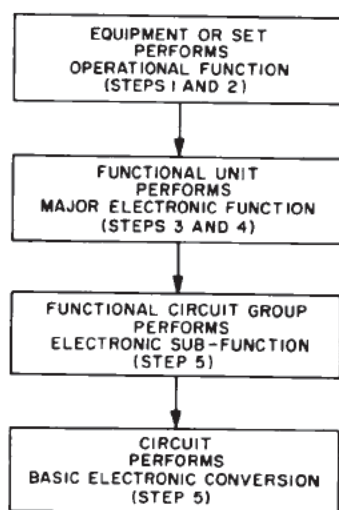 EQUIPMENT OR SET
PERFORMS
OPERATIONAL FUNCTION
(STEPS 1 AND 2)
FUNCTIONAL UNIT
PERFORMS
MAJOR ELECTRONIC FUNCTION
(STEPS 3 AND 4)
FUNCTIONAL CIRCUIT GROUP
PERFORMS
ELECTRONIC SUB-FUNCTION
(STEP 5)
CIRCUIT
PERFORMS
BASIC ELECTRONIC CONVERSION
(STEP 5)